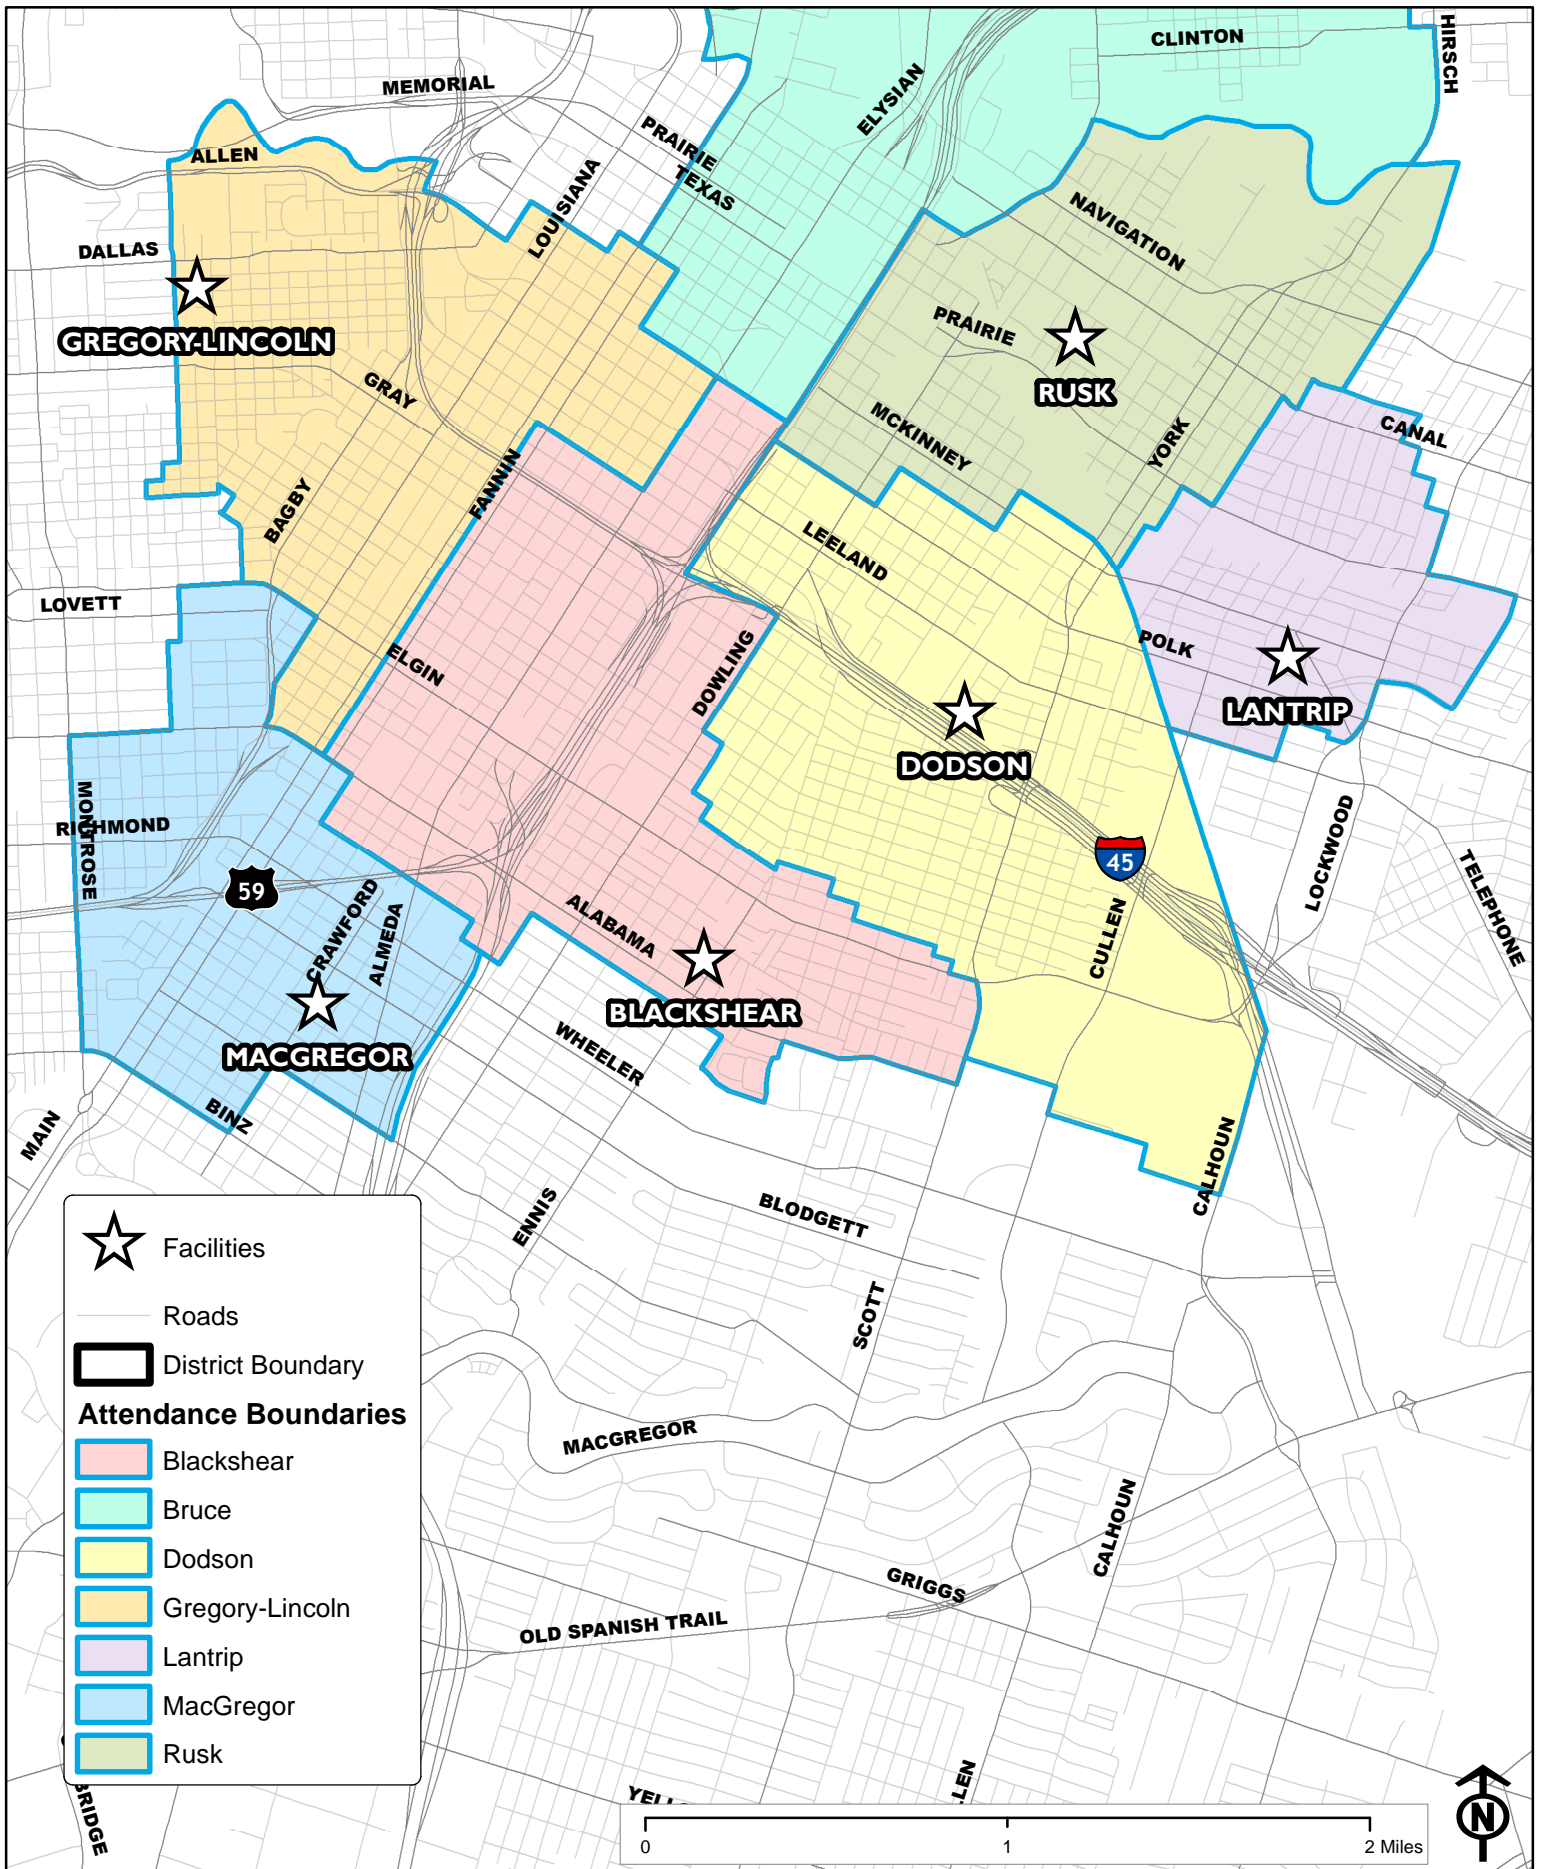 CLINTON
HIRSCH
MEMORIAL
ELYSIAN
PRAIRIE
TEXAS
ALLEN
LOUISIANA
NAVIGATION
DALLAS
GREGORY-LINCOLN
PRAIRIE
RUSK
GRAY
MCKINNEY
CANAL
YORK
FANNIN
BAGBY
LEELAND
LOVETT
POLK
ELGIN
DOWLING
LANTRIP
DODSON
MONTROSE
RICHMOND
LOCKWOOD
45
TELEPHONE
59
CRAWFORD
ALMEDA
ALABAMA
CULLEN
BLACKSHEAR
MACGREGOR
WHEELER
BINZ
MAIN
CALHOUN
ENNIS
BLODGETT
SCOTT
Facilities
Roads
District Boundary
Attendance Boundaries
Blackshear
Bruce
Dodson
Gregory-Lincoln
Lantrip
MacGregor
Rusk
MACGREGOR
CALHOUN
GRIGGS
OLD SPANISH TRAIL
BRIDGE
LLEN
0 1 2 Miles
N